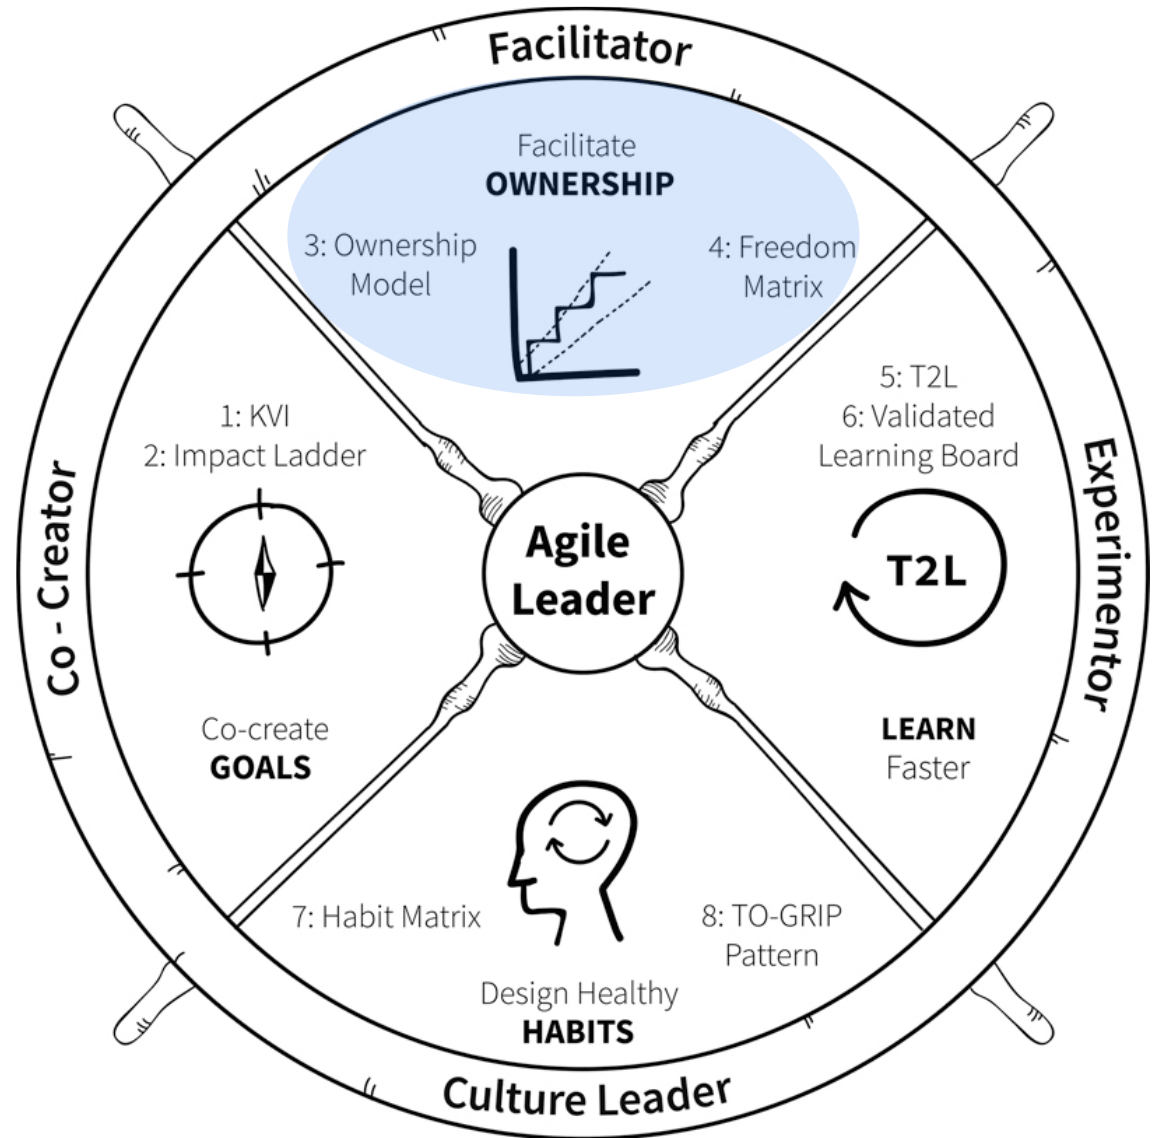 Facilitator
Facilitate
OWNERSHIP
3: Ownership
Model
4: Freedom
Matrix
5: T2L
6: Validated
Learning Board
1: KVI
2: Impact Ladder
Co - Creator
Experimentor
T2L
Agile
Leader
Co-create
GOALS
LEARN
Faster
7: Habit Matrix
8: TO-GRIP
Pattern
Design Healthy
HABITS
Culture Leader